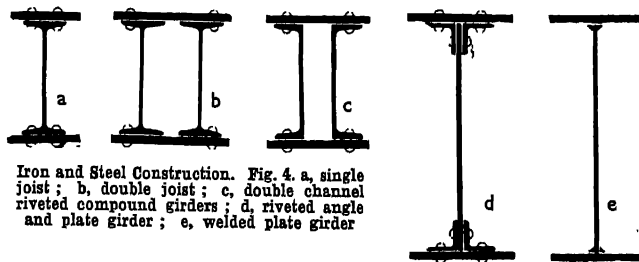 a
b
c
d
e
Iron and Steel Construction. Fig. 4. a, single
joist; b, double joist; c, double channel
riveted compound girders; d, riveted angle
and plate girder; e, welded plate girder